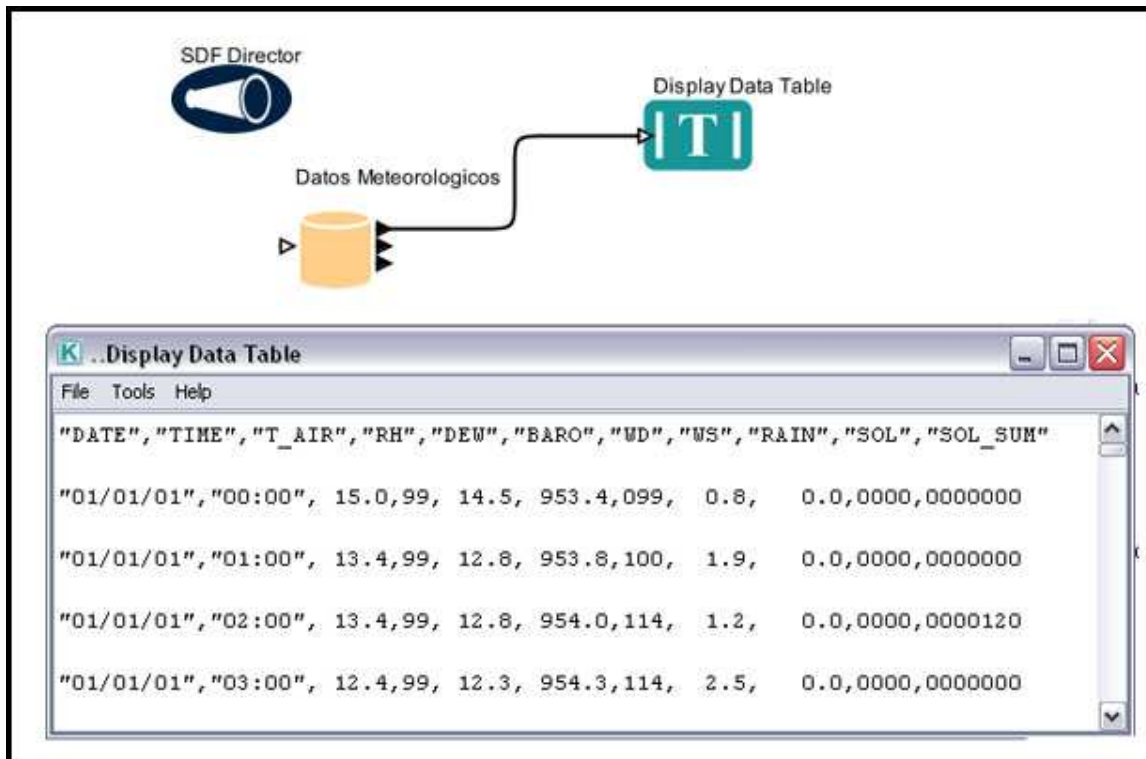 SDF Director
Display Data Table
T
Datos Meteorologicos
K ..Display Data Table
File Tools Help
"DATE","TIME","T_AIR","RH","DEW","BARO","WD","WS","RAIN","SOL","SOL_SUM"
"01/01/01","00:00", 15.0,99, 14.5, 953.4,099,  0.8,   0.0,0000,0000000
"01/01/01","01:00", 13.4,99, 12.8, 953.8,100,  1.9,   0.0,0000,0000000
"01/01/01","02:00", 13.4,99, 12.8, 954.0,114,  1.2,   0.0,0000,0000120
"01/01/01","03:00", 12.4,99, 12.3, 954.3,114,  2.5,   0.0,0000,0000000